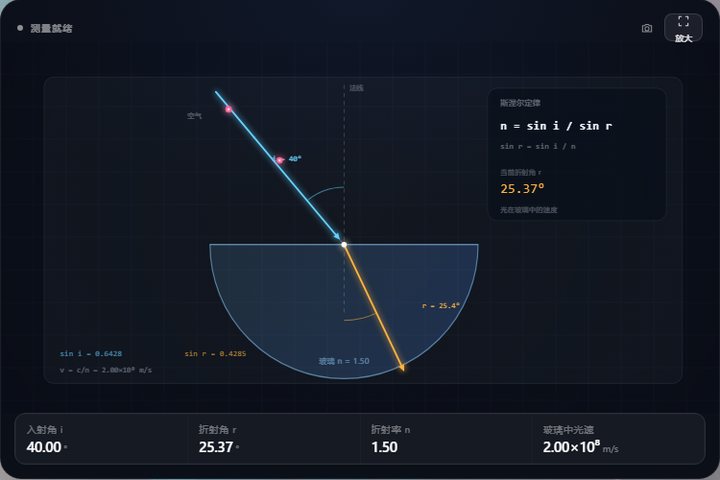 测量就绪
放大
法线
空气
40°
斯涅尔定律
n = sin i / sin r
sin r = sin i / n
当前折射角 r
25.37°
光在玻璃中的速度
r = 25.4°
玻璃 n = 1.50
sin i = 0.6428
sin r = 0.4285
v = c/n = 2.00×10⁸ m/s
入射角 i
折射角 r
折射率 n
玻璃中光速
40.00 °
25.37 °
1.50
2.00×10⁸ m/s